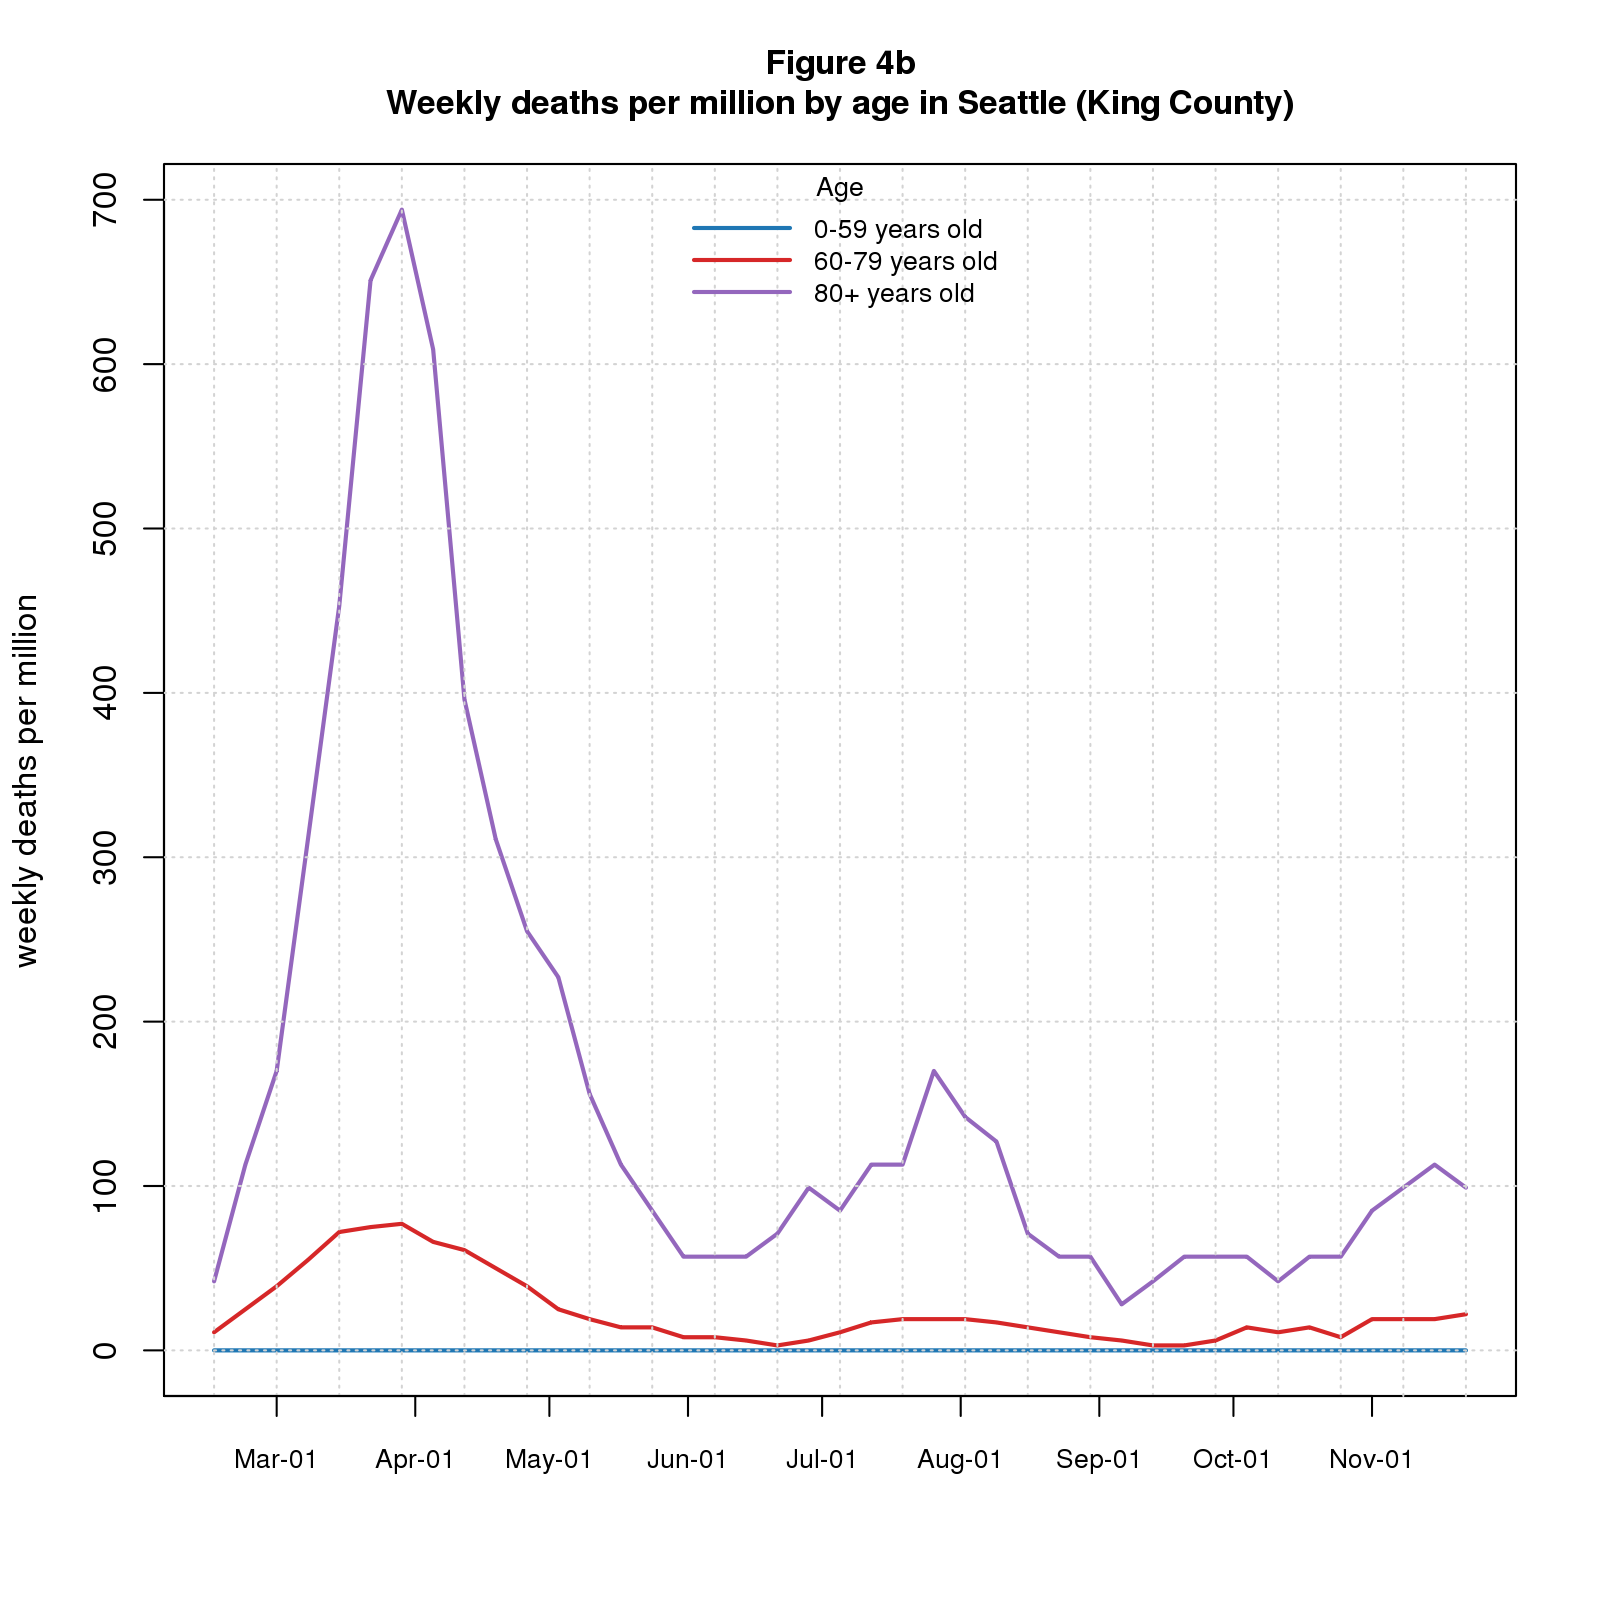 Figure 4b
Weekly deaths per million by age in Seattle (King County)
Age
0-59 years old
60-79 years old
80+ years old
weekly deaths per million
700
600
500
400
300
200
100
0
Mar-01
Apr-01
May-01
Jun-01
Jul-01
Aug-01
Sep-01
Oct-01
Nov-01